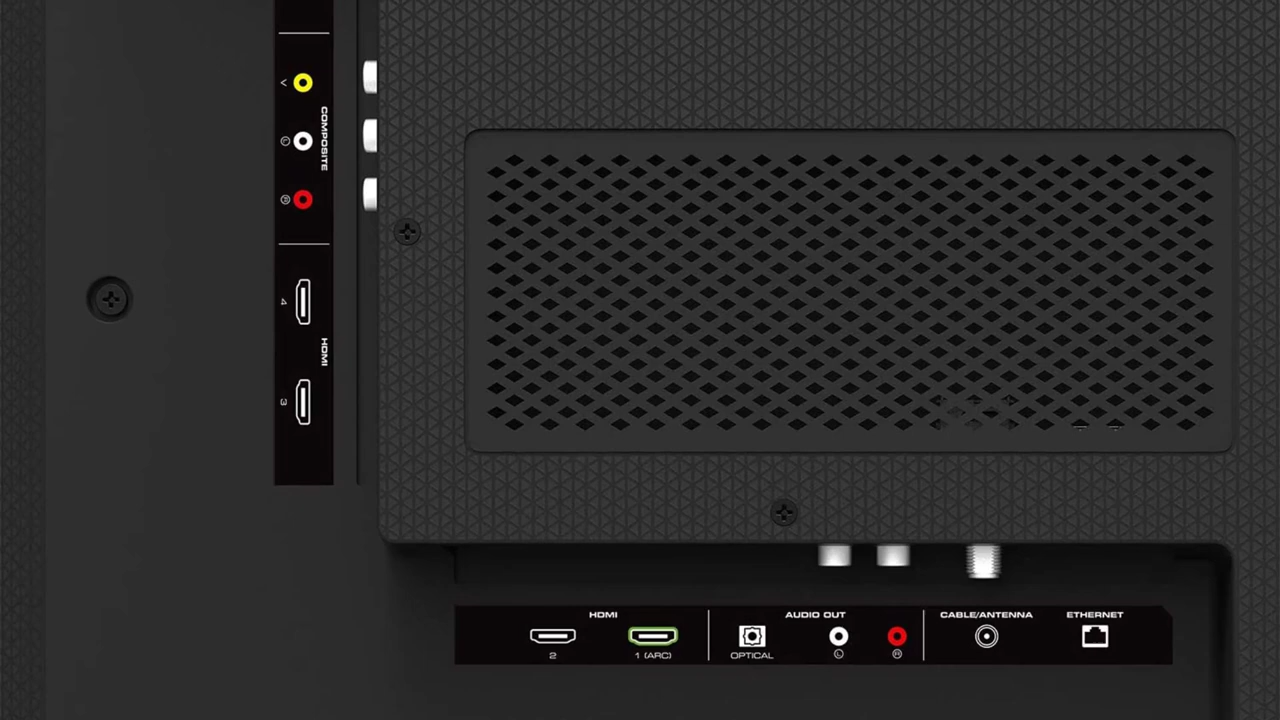 V
COMPOSITE
L
R
4
HDMI
3
HDMI
2
1 (ARC)
AUDIO OUT
OPTICAL
L
R
CABLE/ANTENNA
ETHERNET